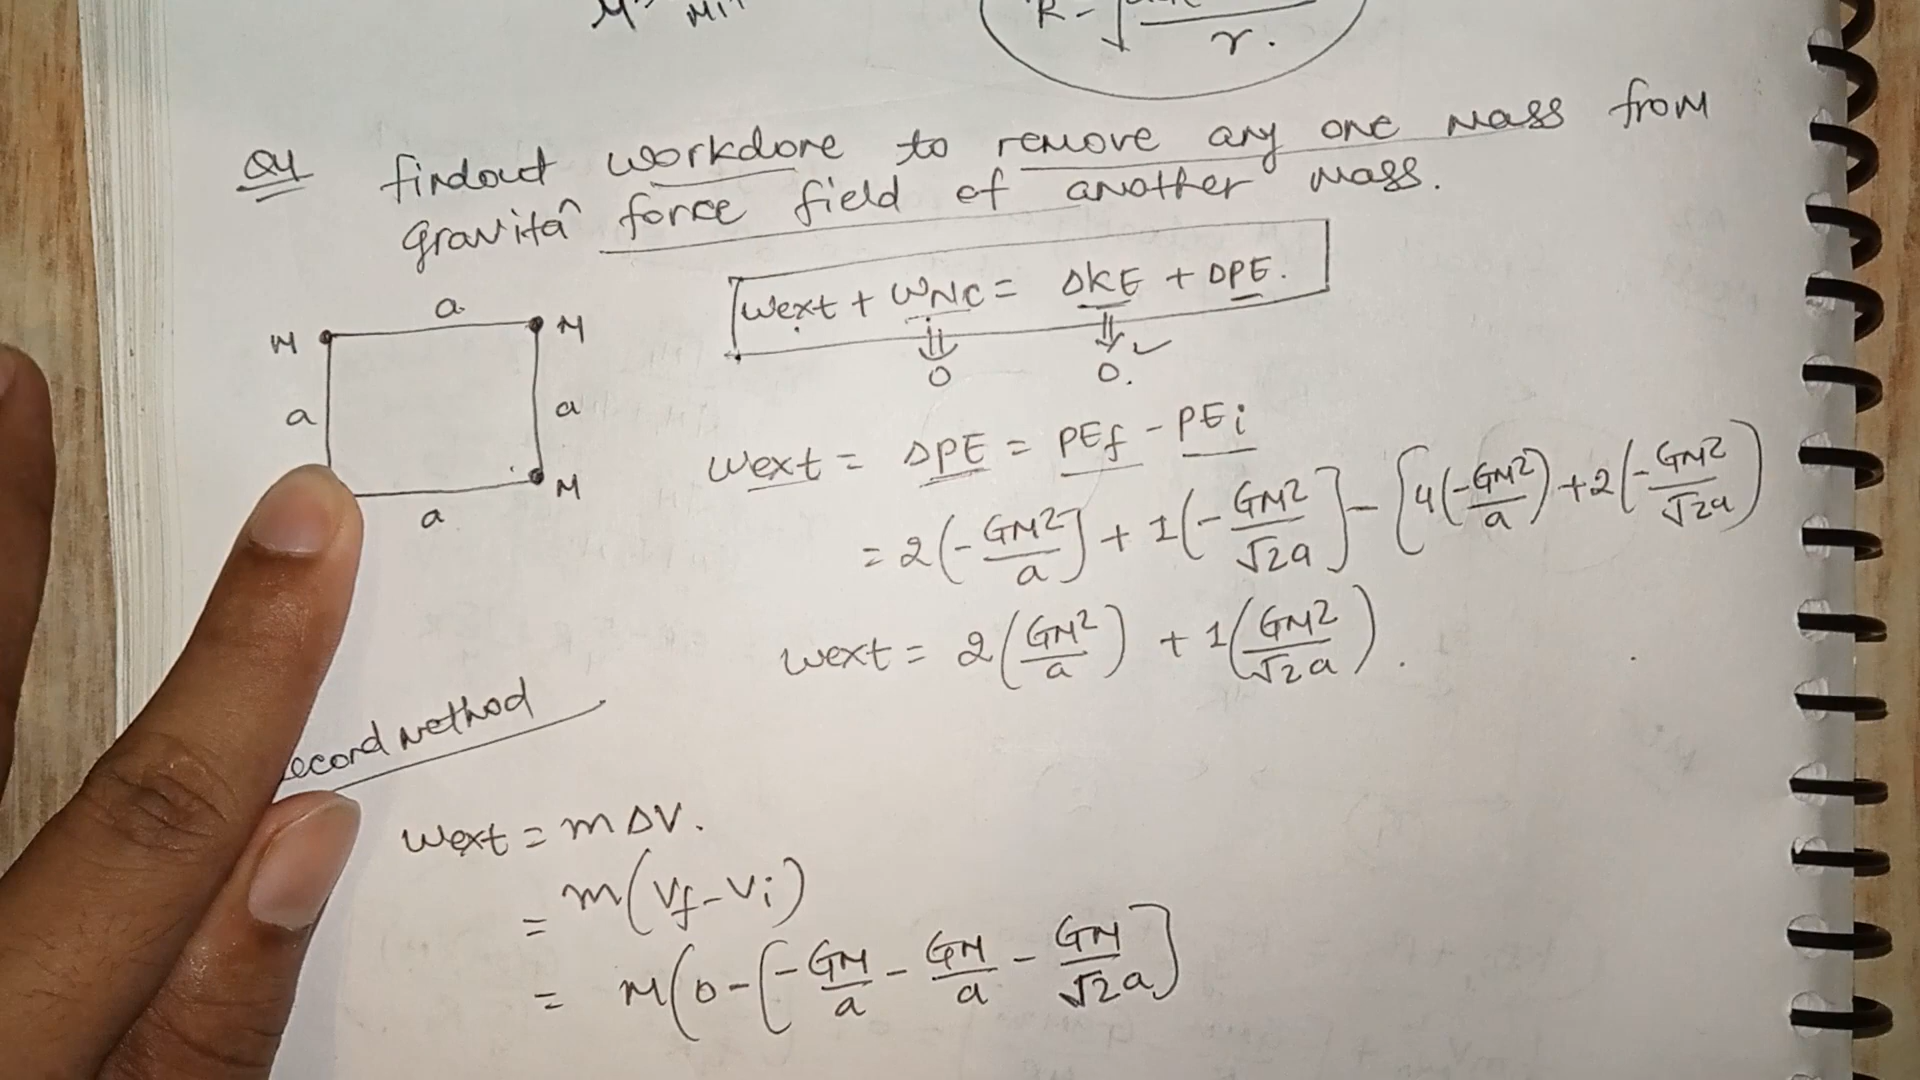 R = √
r.
Q4 findout workdone to remove any one mass from
gravitaˆ force field of another mass.
Wext + WNC = ΔKE + ΔPE.
⇓ ⇓ ✓
0 0.
a
M M
a a
M
a
Wext = ΔPE = PEf - PEi
= 2(-GM²/a] + 1(-GM²/√2a] - [4(-GM²/a) + 2(-GM²/√2a)
Wext = 2(GM²/a) + 1(GM²/√2a).
econd method
Wext = mΔV.
= m(Vf - Vi)
= M(0 - [-GM/a - GM/a - GM/√2a]